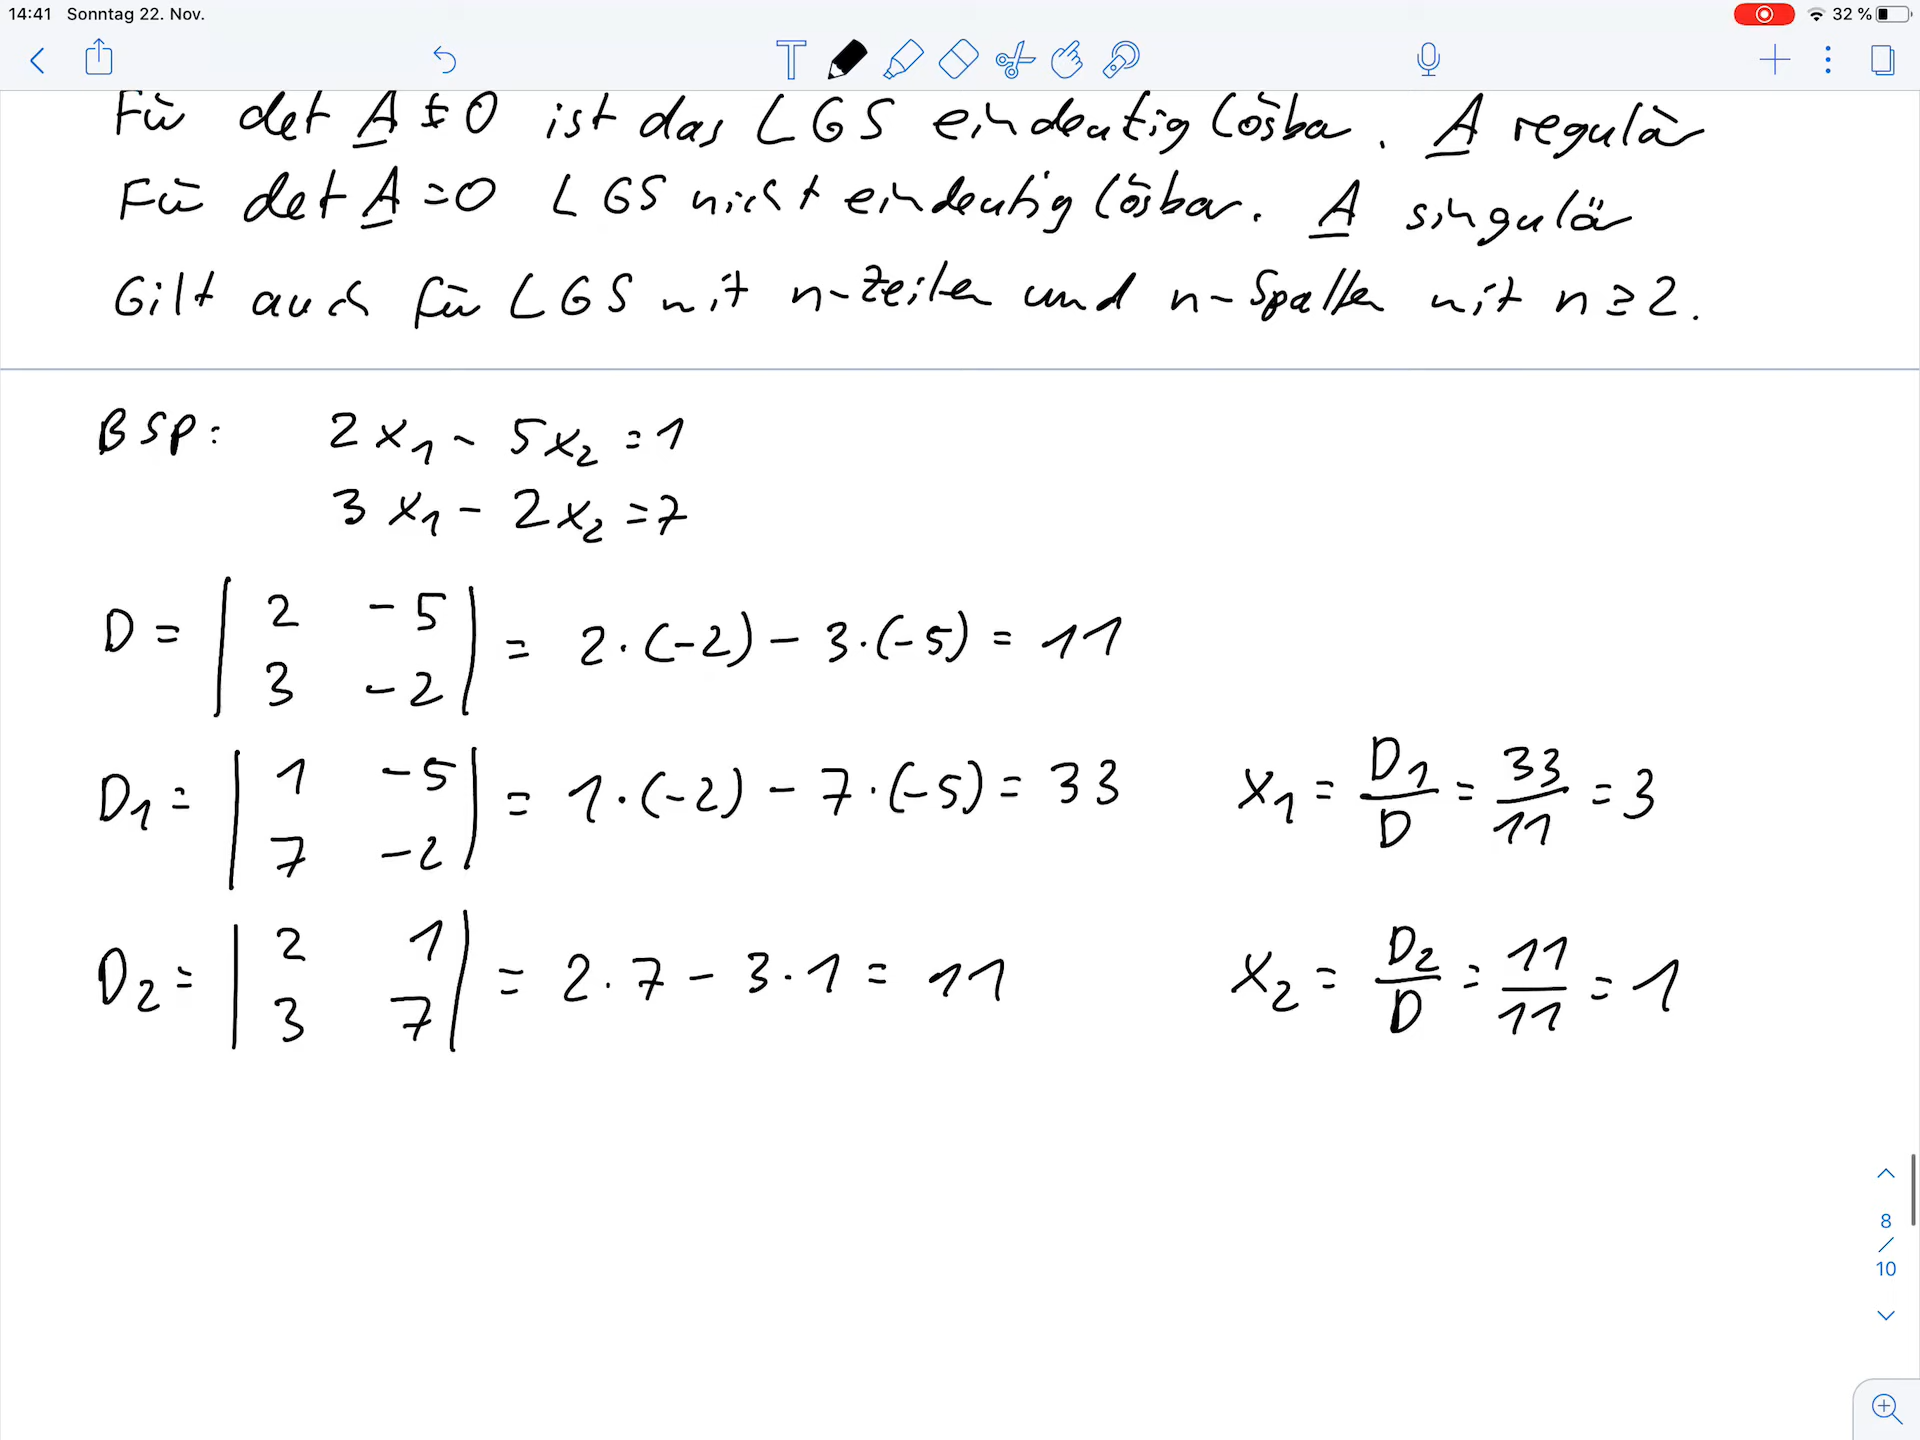 14:41 Sonntag 22. Nov. 32 %
T
Für det A ≠ 0 ist das LGS eindeutig lösbar. A regulär
Für det A = 0 LGS nicht eindeutig lösbar. A singulär
Gilt auch für LGS mit n-Zeilen und n-Spalten mit n ≥ 2.
BSP: 2x₁ - 5x₂ = 1
3x₁ - 2x₂ = 7
D = | 2 -5 |
| 3 -2 | = 2·(-2) - 3·(-5) = 11
D₁ = | 1 -5 |
| 7 -2 | = 1·(-2) - 7·(-5) = 33 x₁ = D₁/D = 33/11 = 3
D₂ = | 2 1 |
| 3 7 | = 2·7 - 3·1 = 11 x₂ = D₂/D = 11/11 = 1
8
/
10